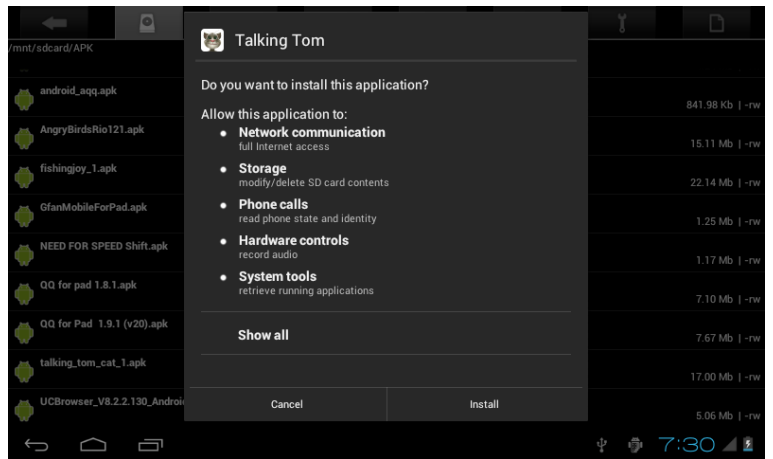 Talking Tom
/mnt/sdcard/APK
..
Do you want to install this application?
android_aqq.apk
841.98 Kb | -rw
Allow this application to:
Network communication
full Internet access
AngryBirdsRio121.apk
15.11 Mb | -rw
Storage
modify/delete SD card contents
fishingjoy_1.apk
22.14 Mb | -rw
Phone calls
read phone state and identity
GfanMobileForPad.apk
1.25 Mb | -rw
Hardware controls
record audio
NEED FOR SPEED Shift.apk
1.17 Mb | -rw
System tools
retrieve running applications
QQ for pad 1.8.1.apk
7.10 Mb | -rw
QQ for Pad 1.9.1 (v20).apk
7.67 Mb | -rw
Show all
talking_tom_cat_1.apk
17.00 Mb | -rw
UCBrowser_V8.2.2.130_Androi
5.06 Mb | -rw
Cancel
Install
7:30